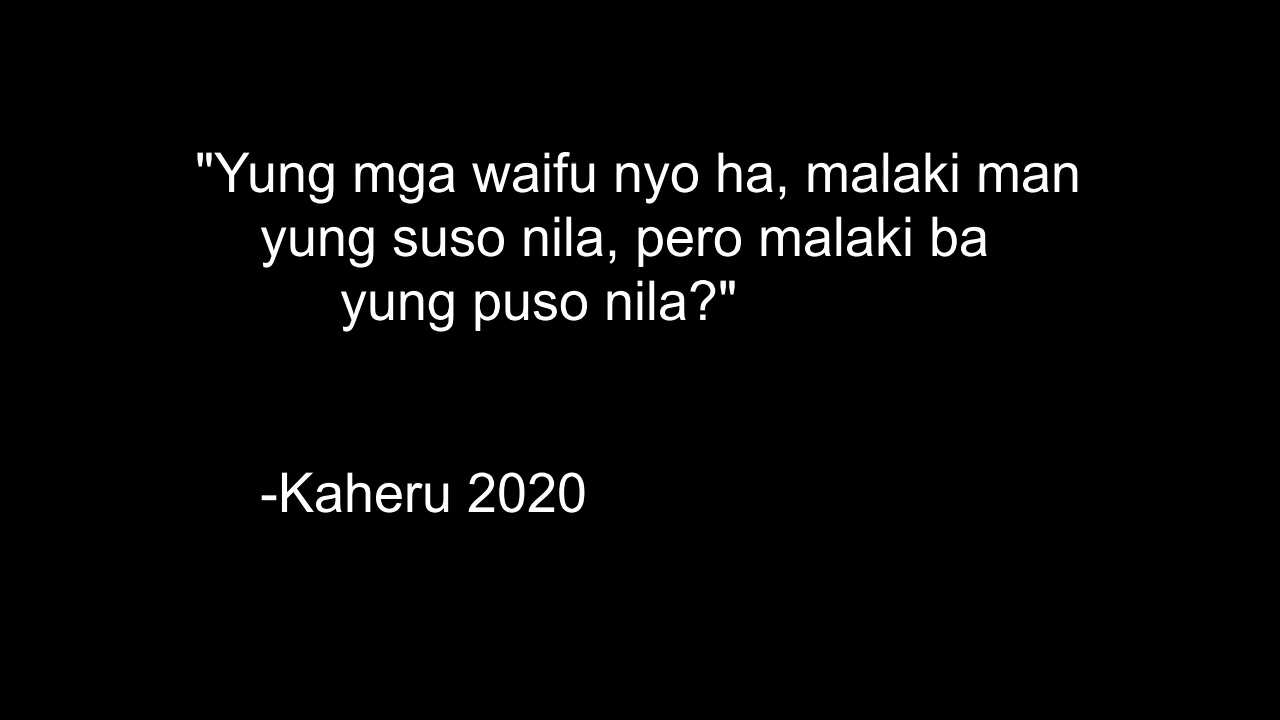 "Yung mga waifu nyo ha, malaki man
yung suso nila, pero malaki ba
yung puso nila?"
-Kaheru 2020